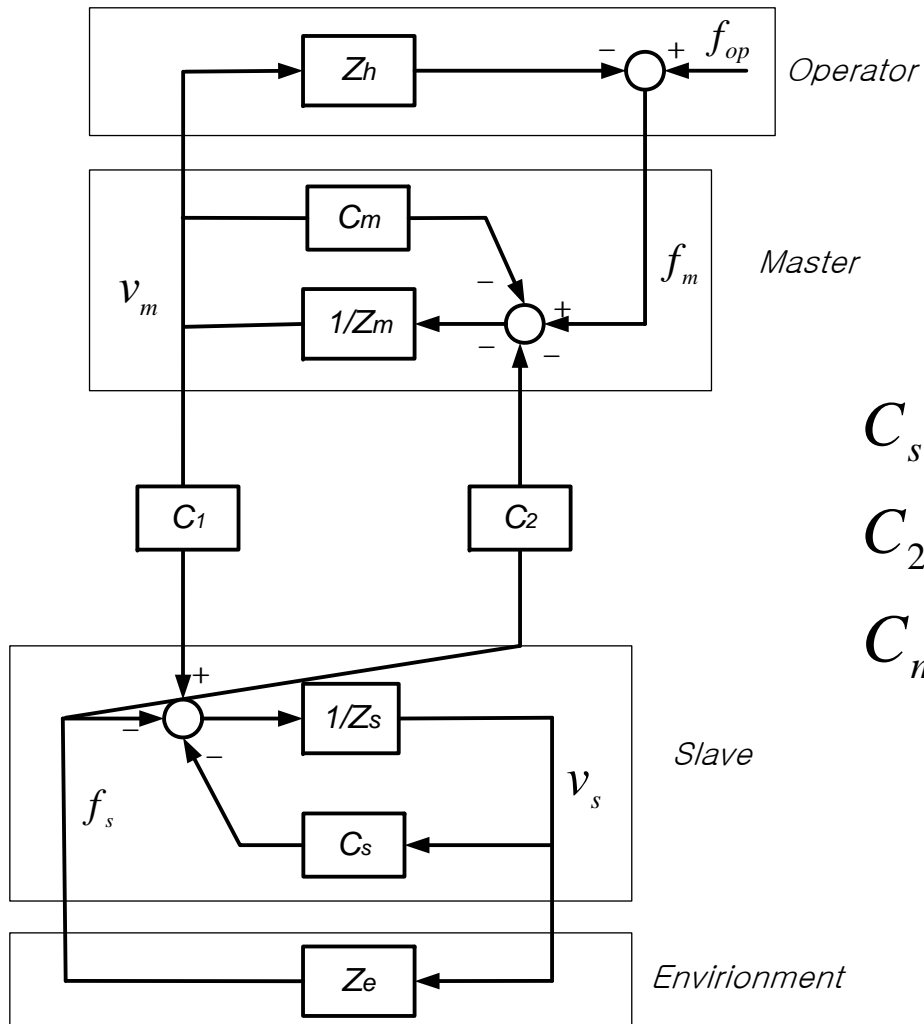 Zh
− + f_op
Operator
Cm
v_m
f_m
Master
−
+
1/Zm
− −
C1
C2
C_s
C_2
+
1/Zs
−
−
Slave
f_s
v_s
Cs
Ze
Envirionment